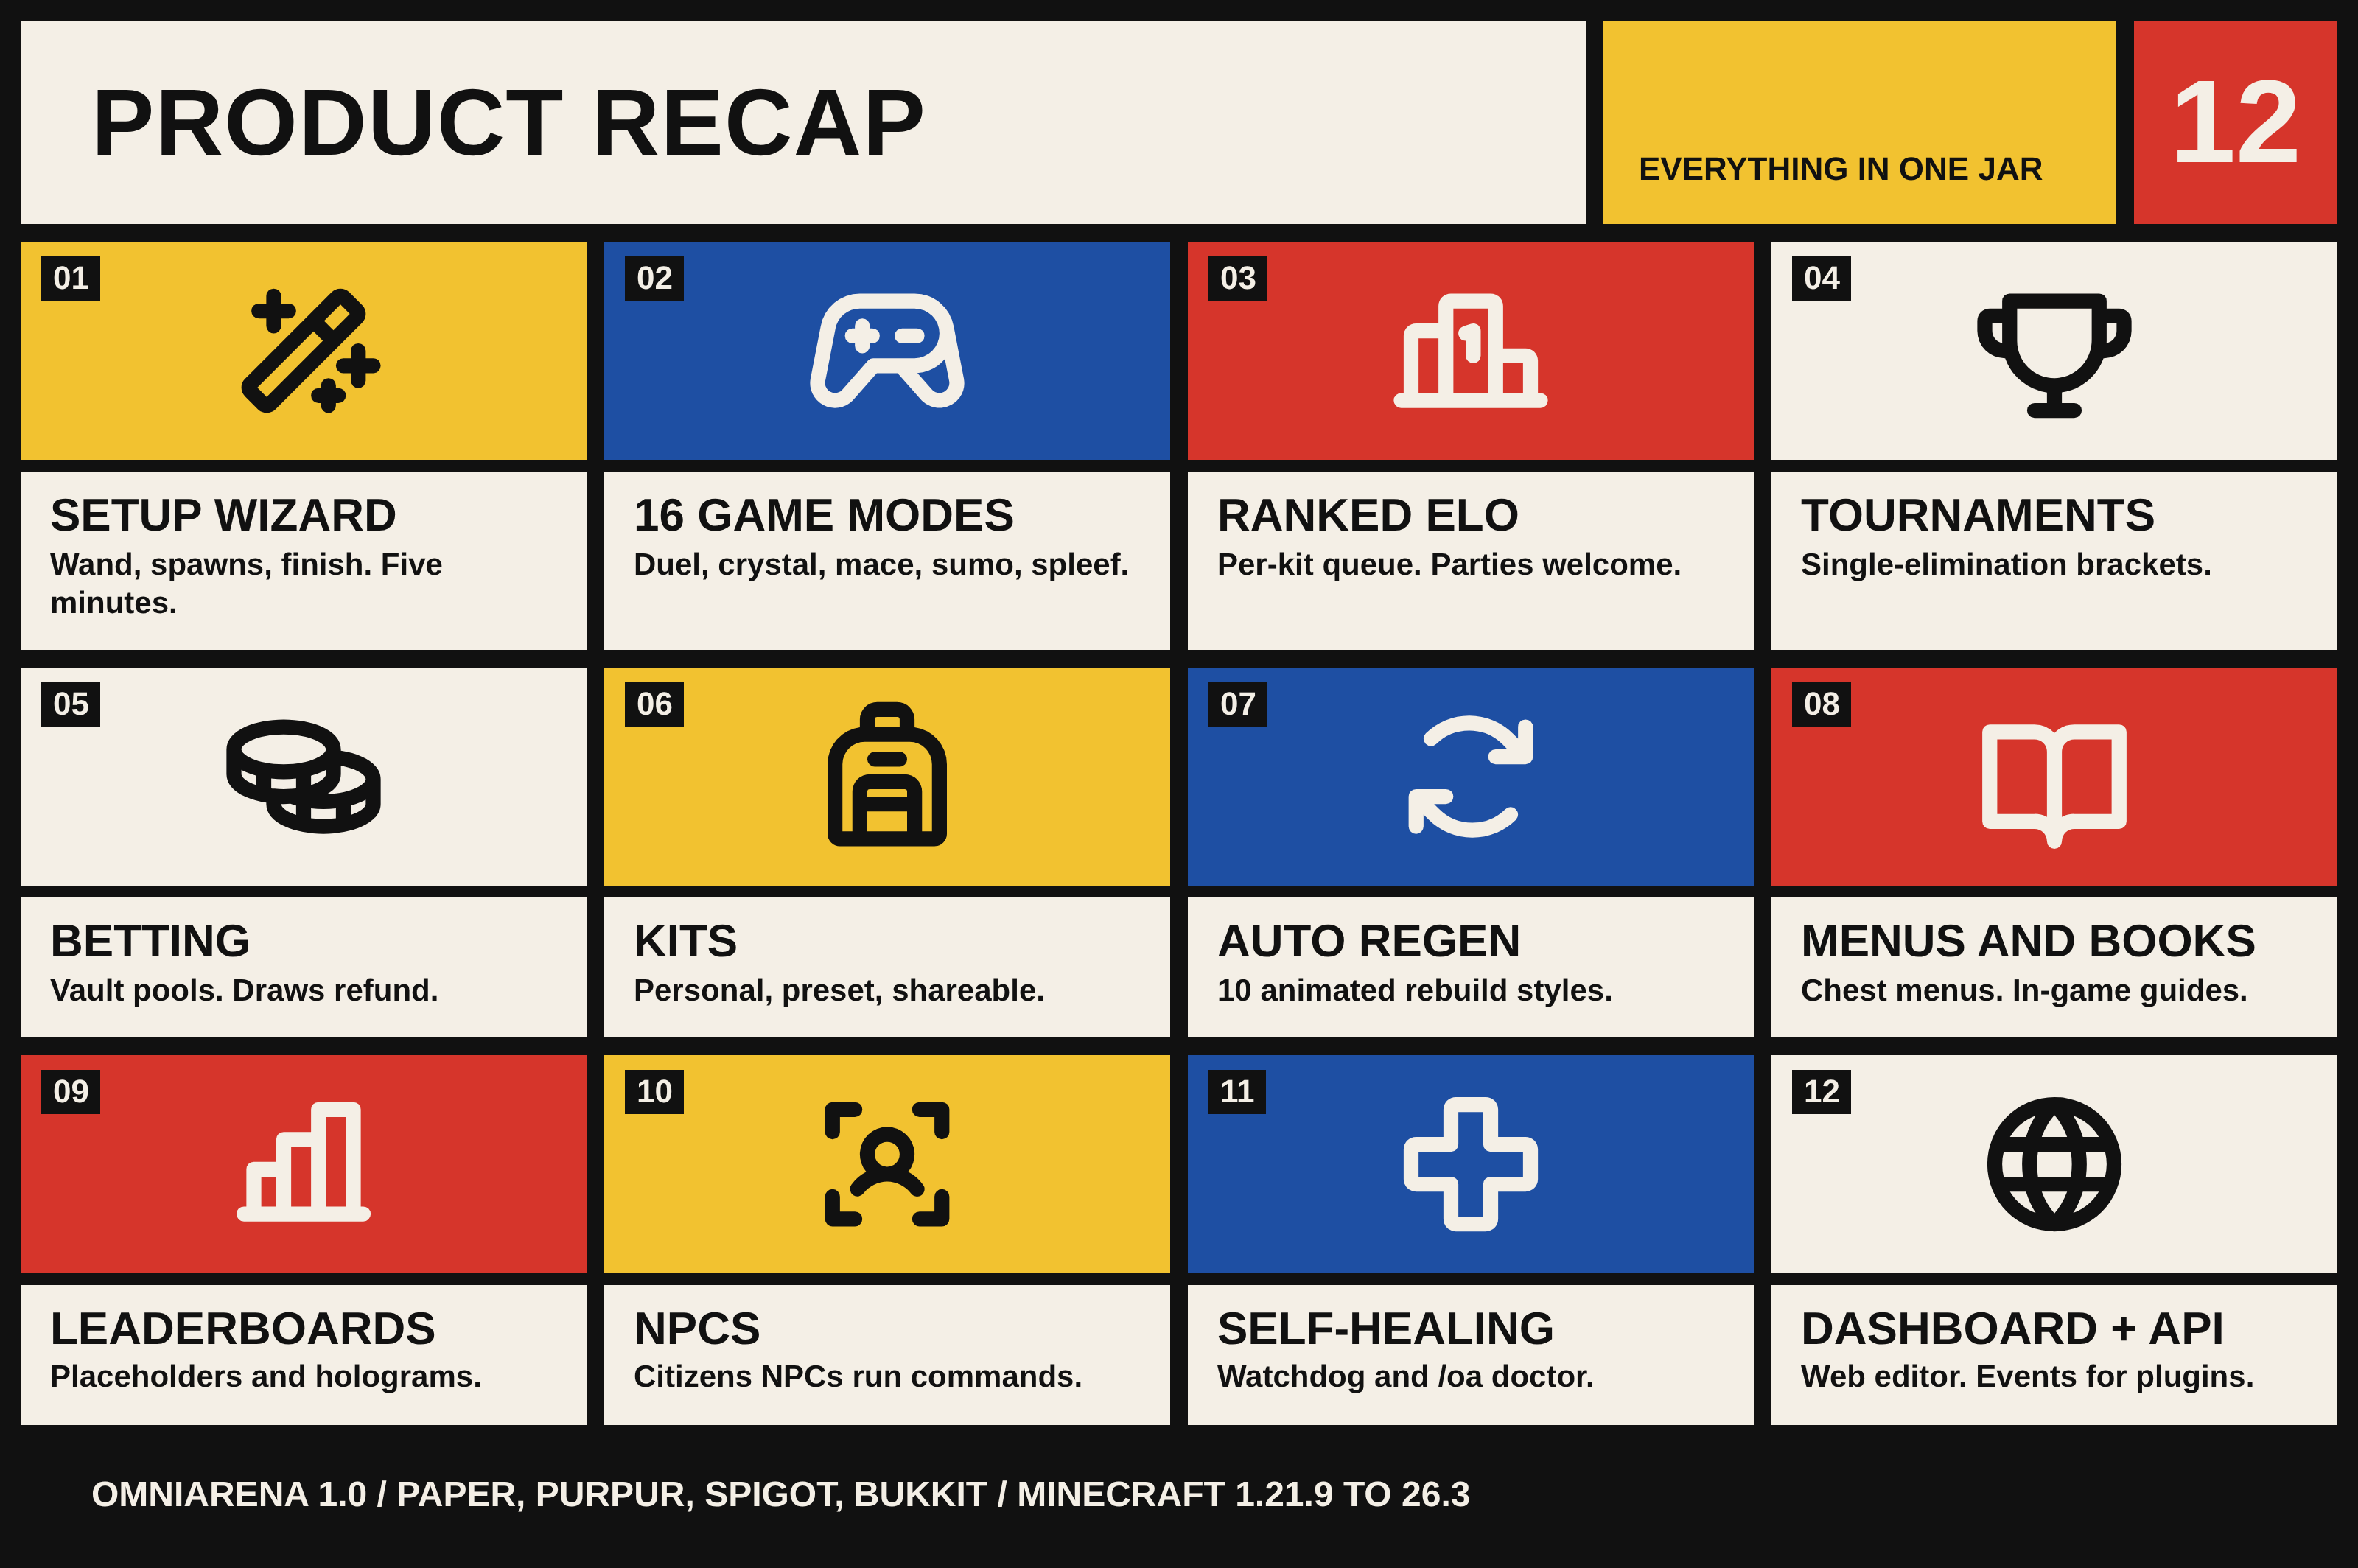 PRODUCT RECAP
EVERYTHING IN ONE JAR
12
01
02
03
1
04
SETUP WIZARD
Wand, spawns, finish. Five
minutes.
16 GAME MODES
Duel, crystal, mace, sumo, spleef.
RANKED ELO
Per-kit queue. Parties welcome.
TOURNAMENTS
Single-elimination brackets.
05
06
07
08
BETTING
Vault pools. Draws refund.
KITS
Personal, preset, shareable.
AUTO REGEN
10 animated rebuild styles.
MENUS AND BOOKS
Chest menus. In-game guides.
09
10
11
12
LEADERBOARDS
Placeholders and holograms.
NPCS
Citizens NPCs run commands.
SELF-HEALING
Watchdog and /oa doctor.
DASHBOARD + API
Web editor. Events for plugins.
OMNIARENA 1.0 / PAPER, PURPUR, SPIGOT, BUKKIT / MINECRAFT 1.21.9 TO 26.3